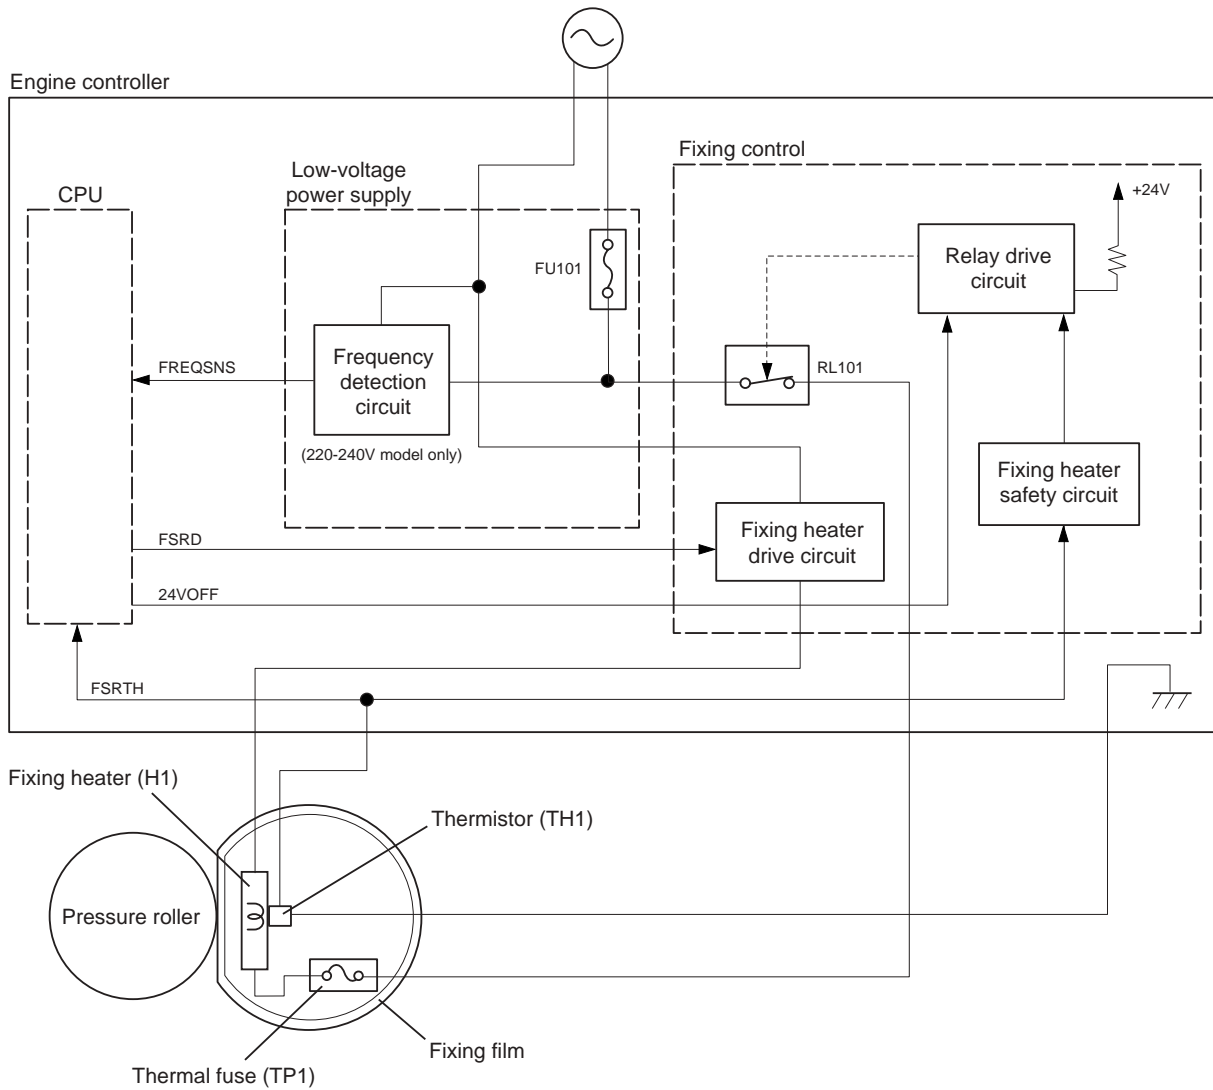 Engine controller
Fixing control
Low-voltage
power supply
CPU
+24V
Relay drive
circuit
FU101
Frequency
detection
circuit
FREQSNS
RL101
(220-240V model only)
Fixing heater
safety circuit
Fixing heater
drive circuit
FSRD
24VOFF
FSRTH
Fixing heater (H1)
Thermistor (TH1)
Pressure roller
Fixing film
Thermal fuse (TP1)